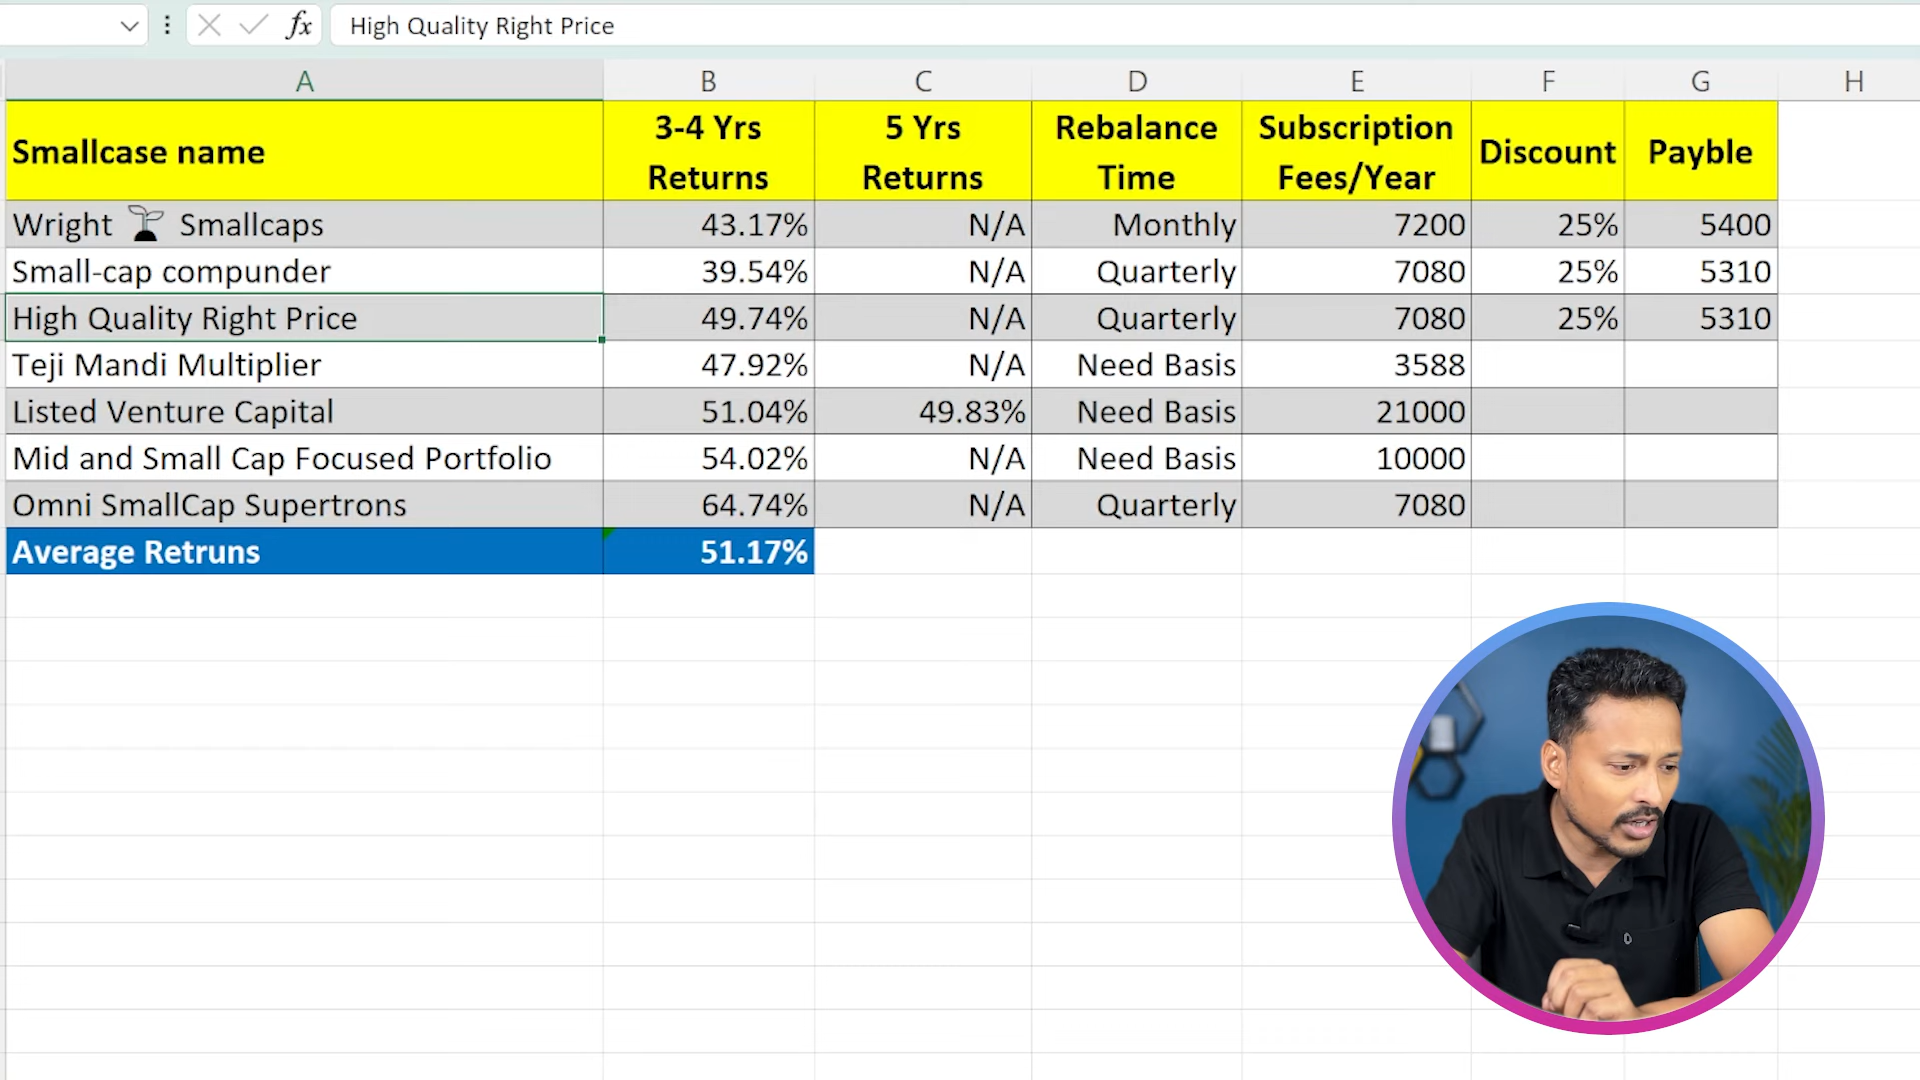 fx High Quality Right Price
A B C D E F G H
Smallcase name 3-4 Yrs Returns 5 Yrs Returns Rebalance Time Subscription Fees/Year Discount Payble
Wright Smallcaps 43.17% N/A Monthly 7200 25% 5400
Small-cap compunder 39.54% N/A Quarterly 7080 25% 5310
High Quality Right Price 49.74% N/A Quarterly 7080 25% 5310
Teji Mandi Multiplier 47.92% N/A Need Basis 3588
Listed Venture Capital 51.04% 49.83% Need Basis 21000
Mid and Small Cap Focused Portfolio 54.02% N/A Need Basis 10000
Omni SmallCap Supertrons 64.74% N/A Quarterly 7080
Average Retruns 51.17%